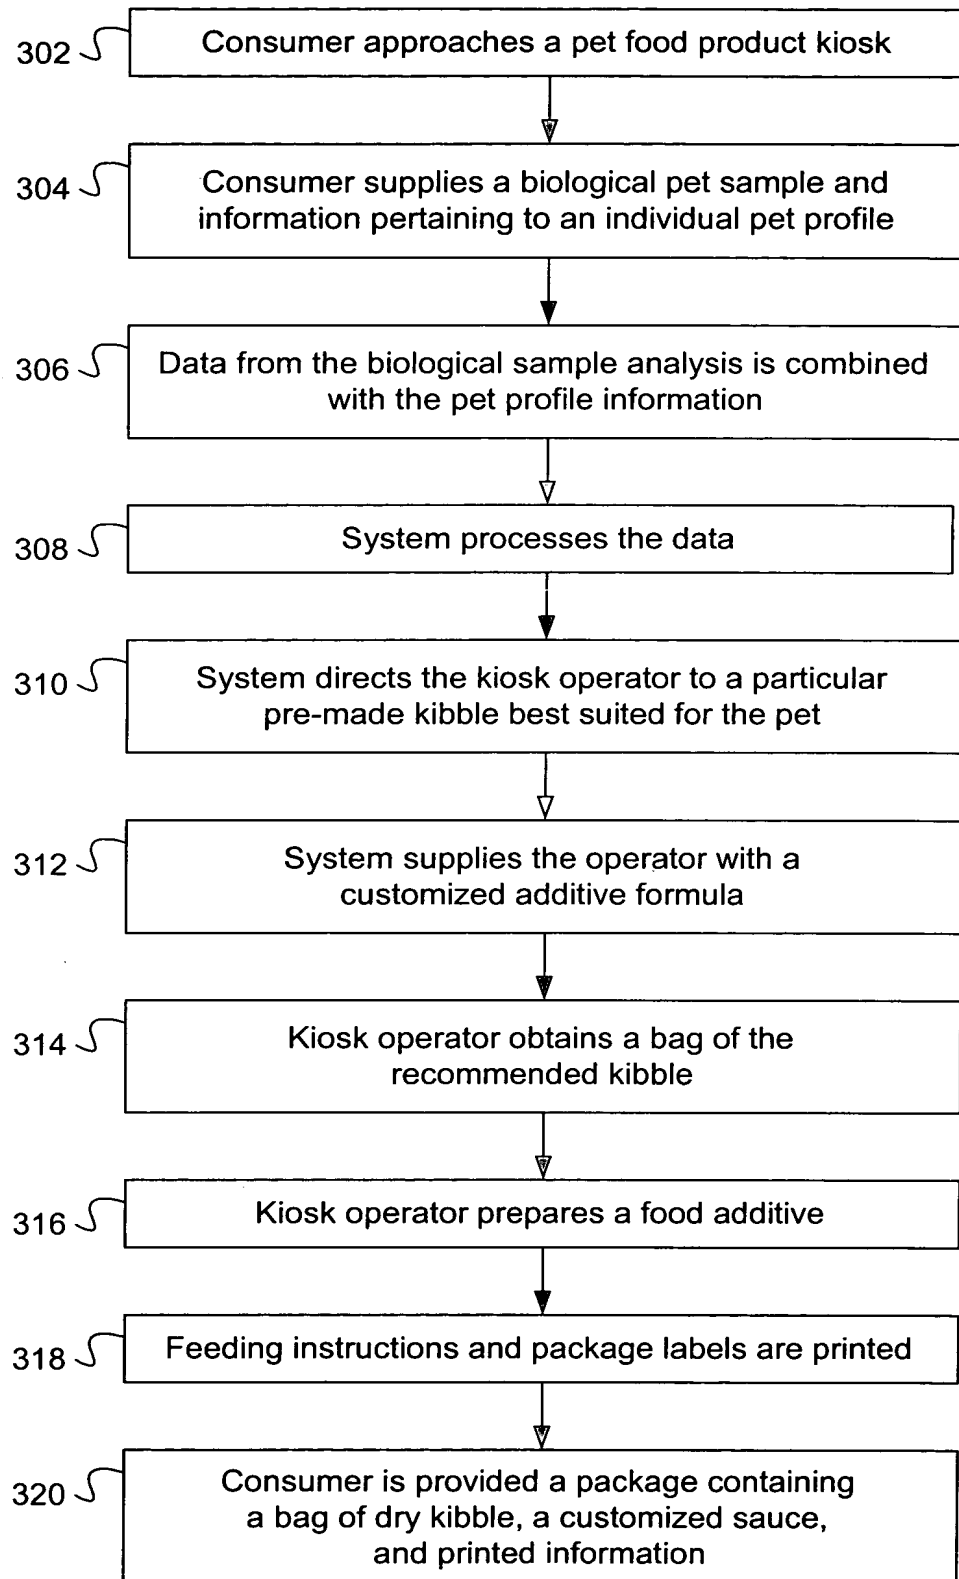 302
Consumer approaches a pet food product kiosk
304
Consumer supplies a biological pet sample and
information pertaining to an individual pet profile
306
Data from the biological sample analysis is combined
with the pet profile information
308
System processes the data
310
System directs the kiosk operator to a particular
pre-made kibble best suited for the pet
312
System supplies the operator with a
customized additive formula
314
Kiosk operator obtains a bag of the
recommended kibble
316
Kiosk operator prepares a food additive
318
Feeding instructions and package labels are printed
320
Consumer is provided a package containing
a bag of dry kibble, a customized sauce,
and printed information